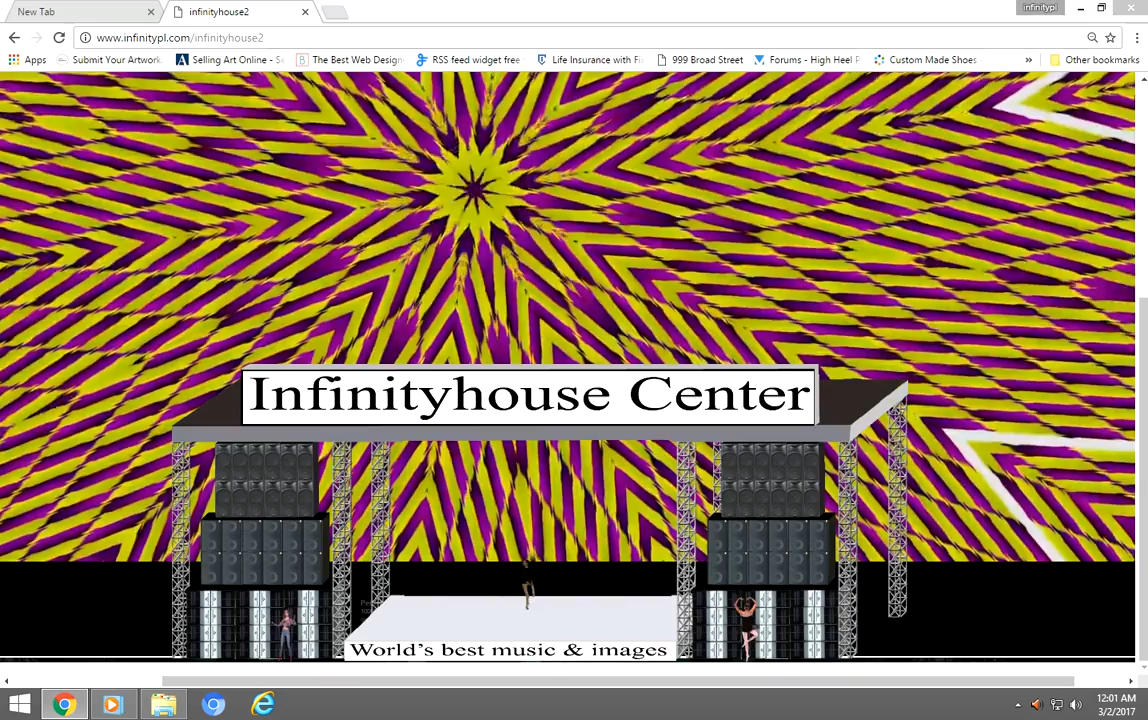 New Tab
infinityhouse2
infinitypl
www.infinitypl.com/infinityhouse2
Apps
Submit Your Artwork
Selling Art Online - S
The Best Web Design
RSS feed widget free
Life Insurance with Fi
999 Broad Street
Forums - High Heel P
Custom Made Shoes
»
Other bookmarks
Infinityhouse Center
World's best music & images
12:01 AM
3/2/2017